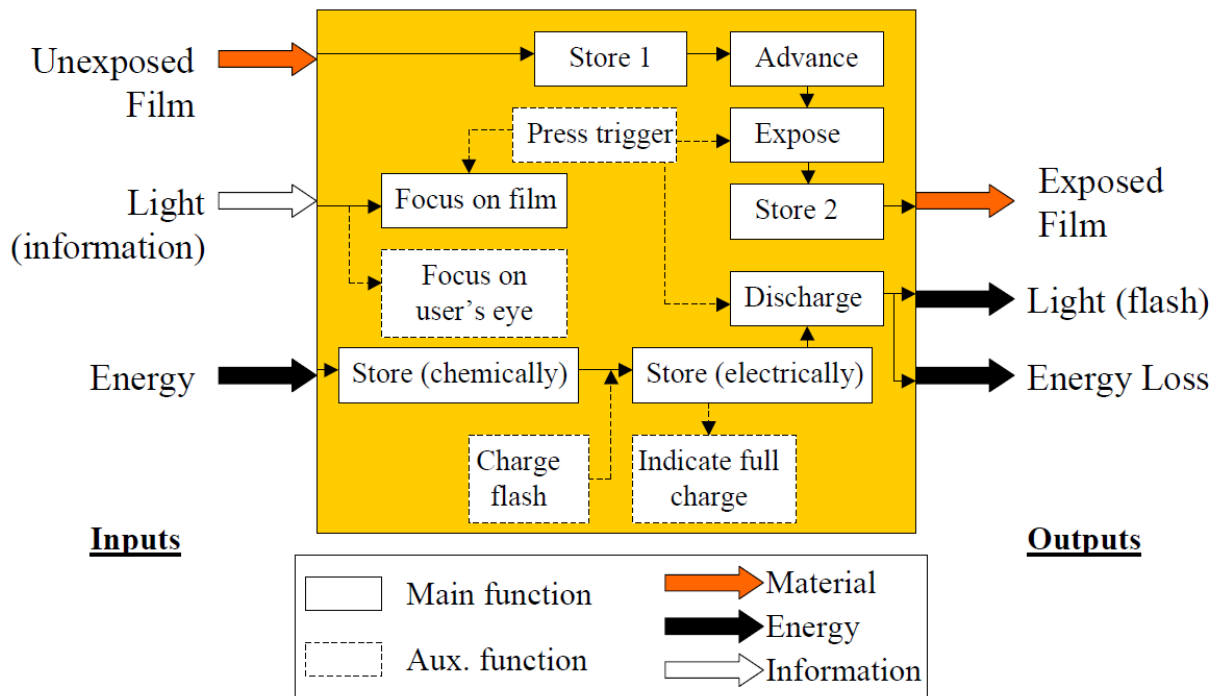 Unexposed
Film
Store 1
Advance
Press trigger
Expose
Light
(information)
Focus on film
Store 2
Exposed
Film
Focus on
user's eye
Discharge
Light (flash)
Energy
Store (chemically)
Store (electrically)
Energy Loss
Charge
flash
Indicate full
charge
Inputs
Outputs
Main function
Aux. function
Material
Energy
Information